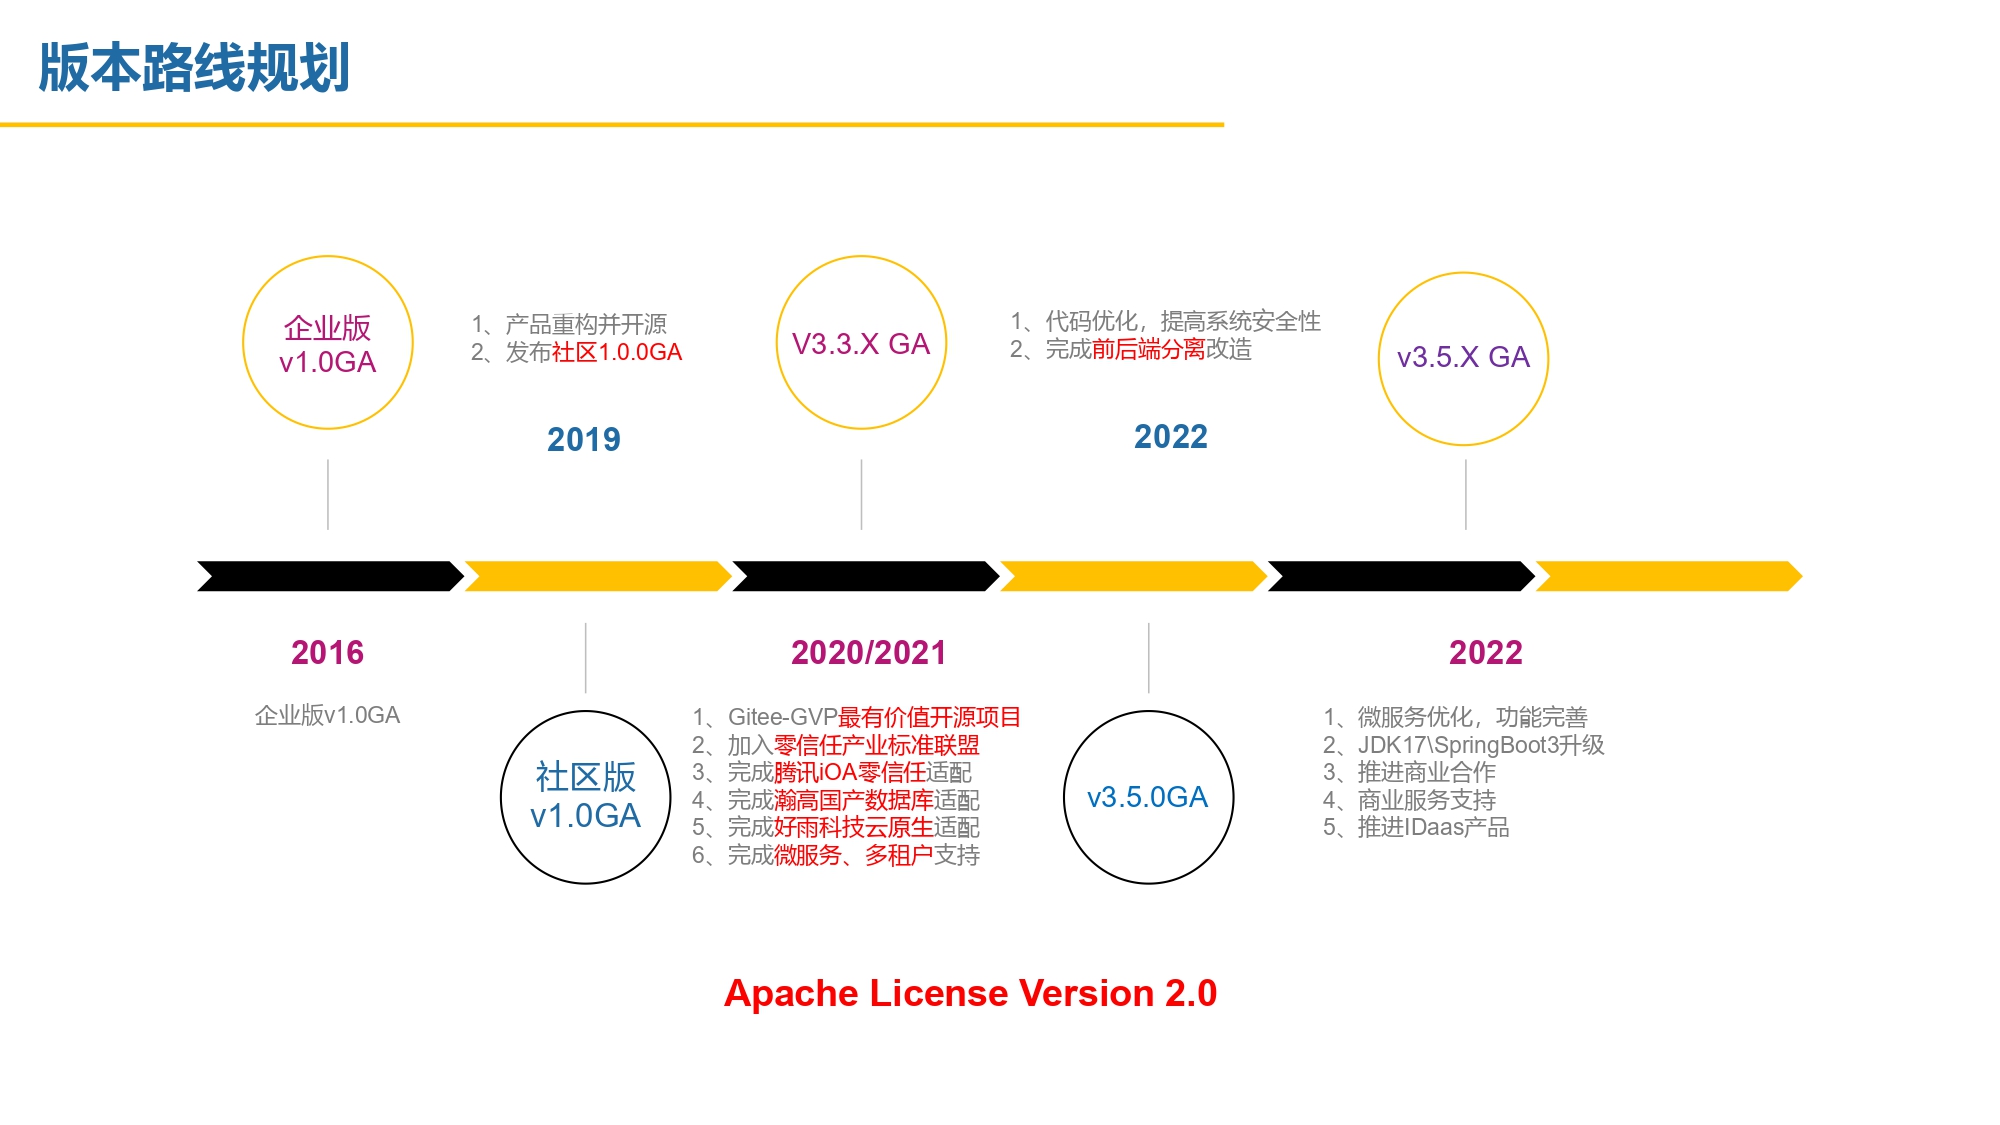 版本路线规划
企业版
v1.0GA
1、产品重构并开源
2、发布社区1.0.0GA
2019
V3.3.X GA
1、代码优化，提高系统安全性
2、完成前后端分离改造
2022
v3.5.X GA
2016
企业版v1.0GA
社区版
v1.0GA
2020/2021
1、Gitee-GVP最有价值开源项目
2、加入零信任产业标准联盟
3、完成腾讯iOA零信任适配
4、完成瀚高国产数据库适配
5、完成好雨科技云原生适配
6、完成微服务、多租户支持
v3.5.0GA
2022
1、微服务优化，功能完善
2、JDK17\SpringBoot3升级
3、推进商业合作
4、商业服务支持
5、推进IDaas产品
Apache License Version 2.0